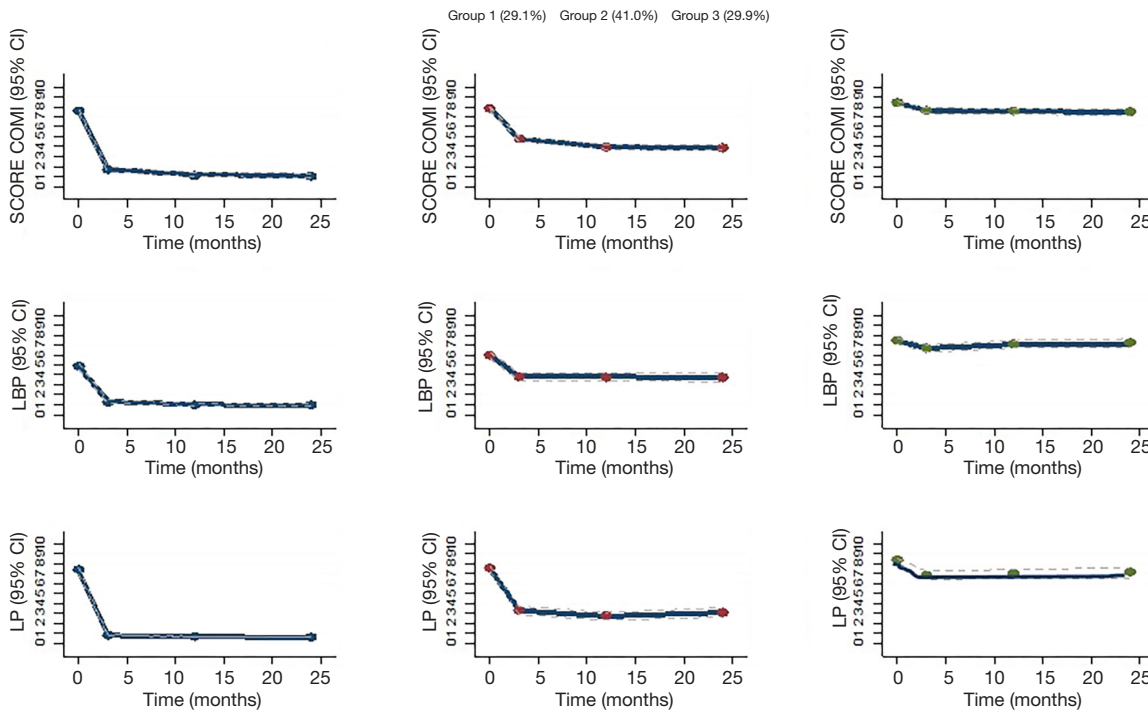 Group 1 (29.1%) Group 2 (41.0%) Group 3 (29.9%)
SCORE COMI (95% CI)
0 1 2 3 4 5 6 7 8 9 10
0 5 10 15 20 25
Time (months)
SCORE COMI (95% CI)
0 1 2 3 4 5 6 7 8 9 10
0 5 10 15 20 25
Time (months)
SCORE COMI (95% CI)
0 1 2 3 4 5 6 7 8 9 10
0 5 10 15 20 25
Time (months)
LBP (95% CI)
0 1 2 3 4 5 6 7 8 9 10
0 5 10 15 20 25
Time (months)
LBP (95% CI)
0 1 2 3 4 5 6 7 8 9 10
0 5 10 15 20 25
Time (months)
LBP (95% CI)
0 1 2 3 4 5 6 7 8 9 10
0 5 10 15 20 25
Time (months)
LP (95% CI)
0 1 2 3 4 5 6 7 8 9 10
0 5 10 15 20 25
Time (months)
LP (95% CI)
0 1 2 3 4 5 6 7 8 9 10
0 5 10 15 20 25
Time (months)
LP (95% CI)
0 1 2 3 4 5 6 7 8 9 10
0 5 10 15 20 25
Time (months)